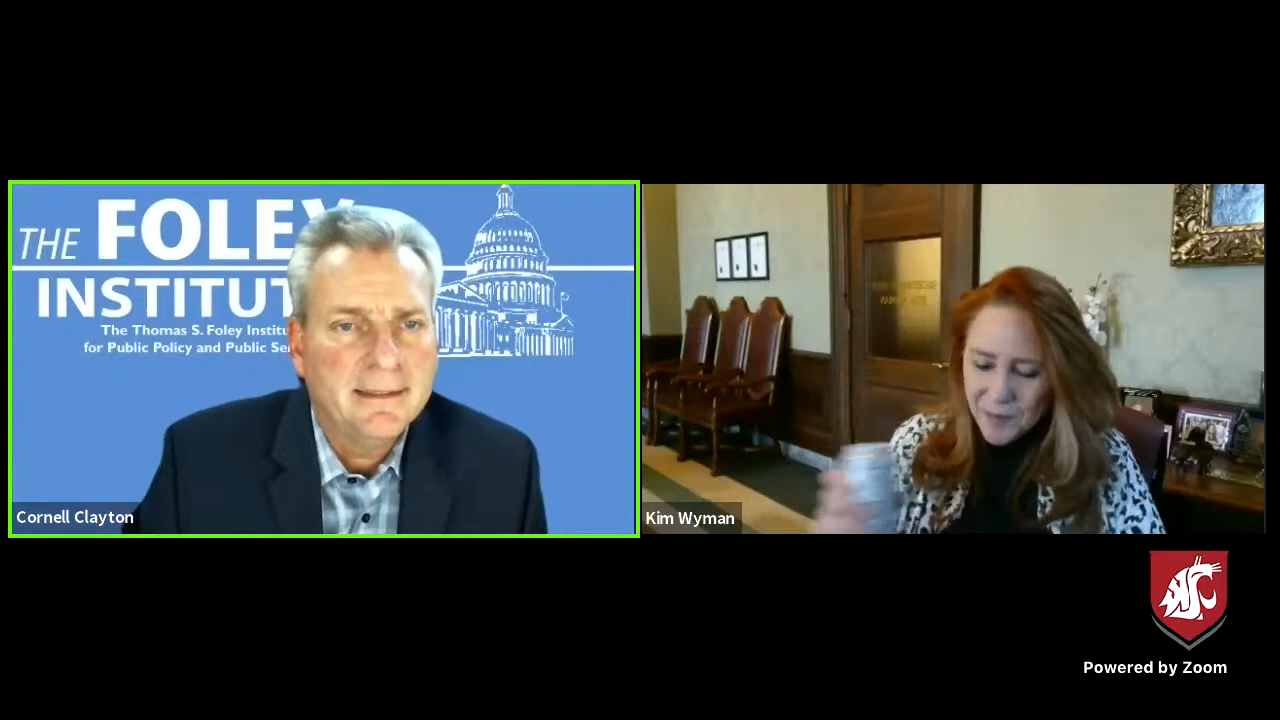 THE FOLEY
INSTITUT
The Thomas S. Foley Institu
for Public Policy and Public Se
Cornell Clayton
Kim Wyman
Powered by Zoom